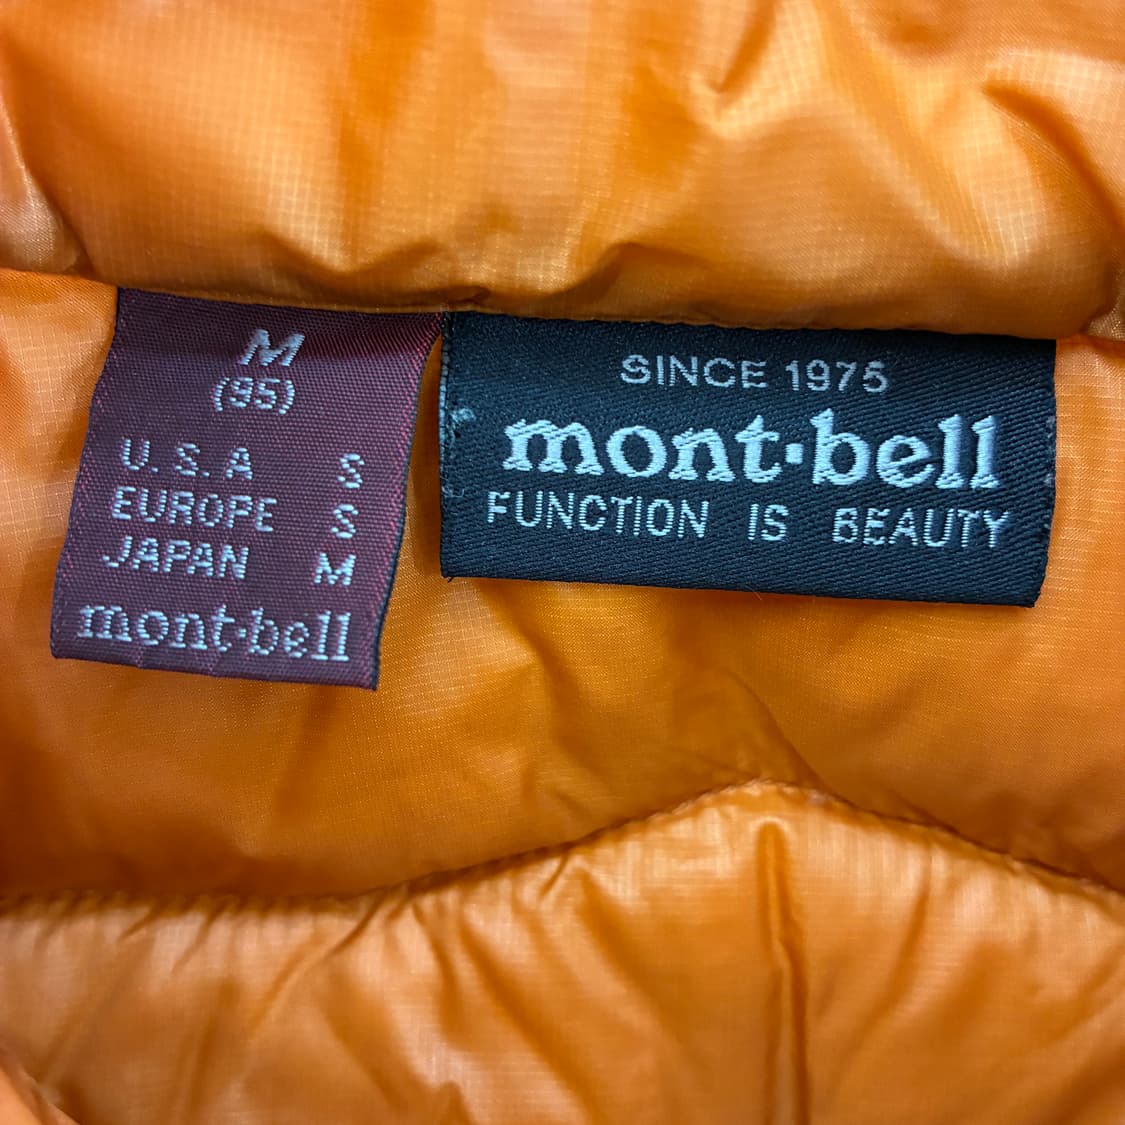 M
(95)
U.S.A S
EUROPE S
JAPAN M
mont·bell
SINCE 1975
mont·bell
FUNCTION IS BEAUTY